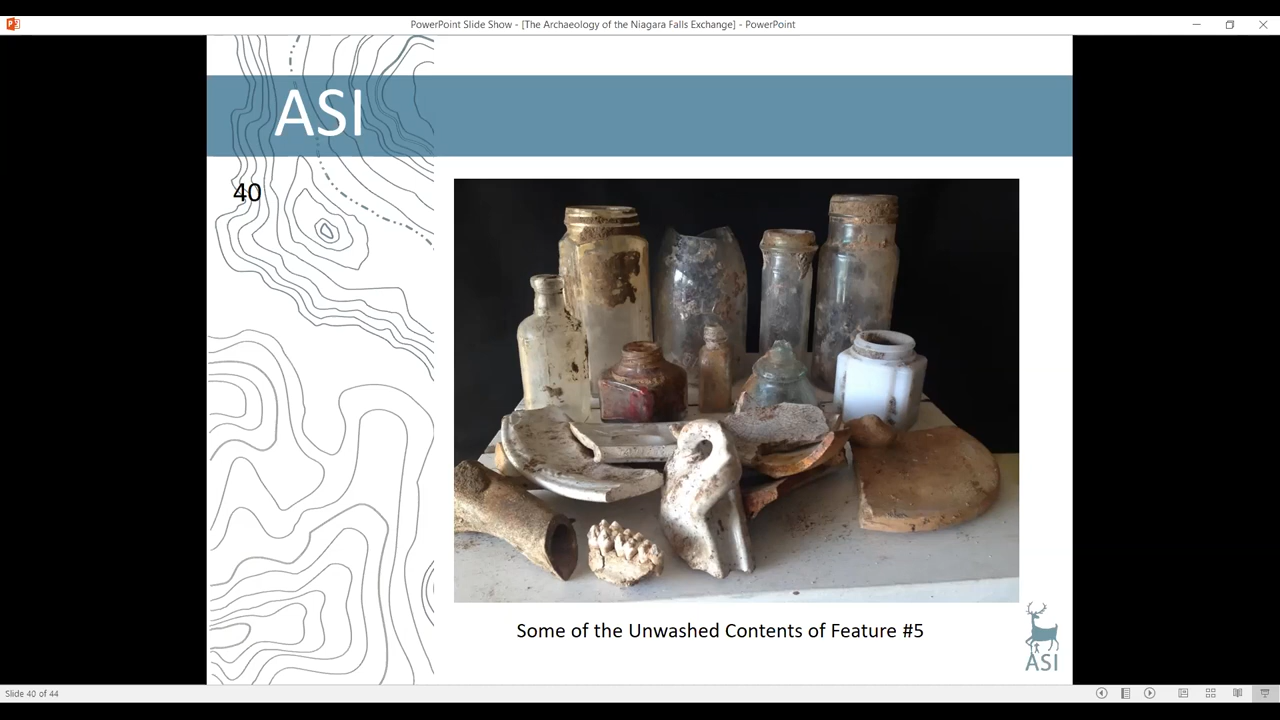 PowerPoint Slide Show - [The Archaeology of the Niagara Falls Exchange] - PowerPoint
ASI
40
Some of the Unwashed Contents of Feature #5
ASI
Slide 40 of 44